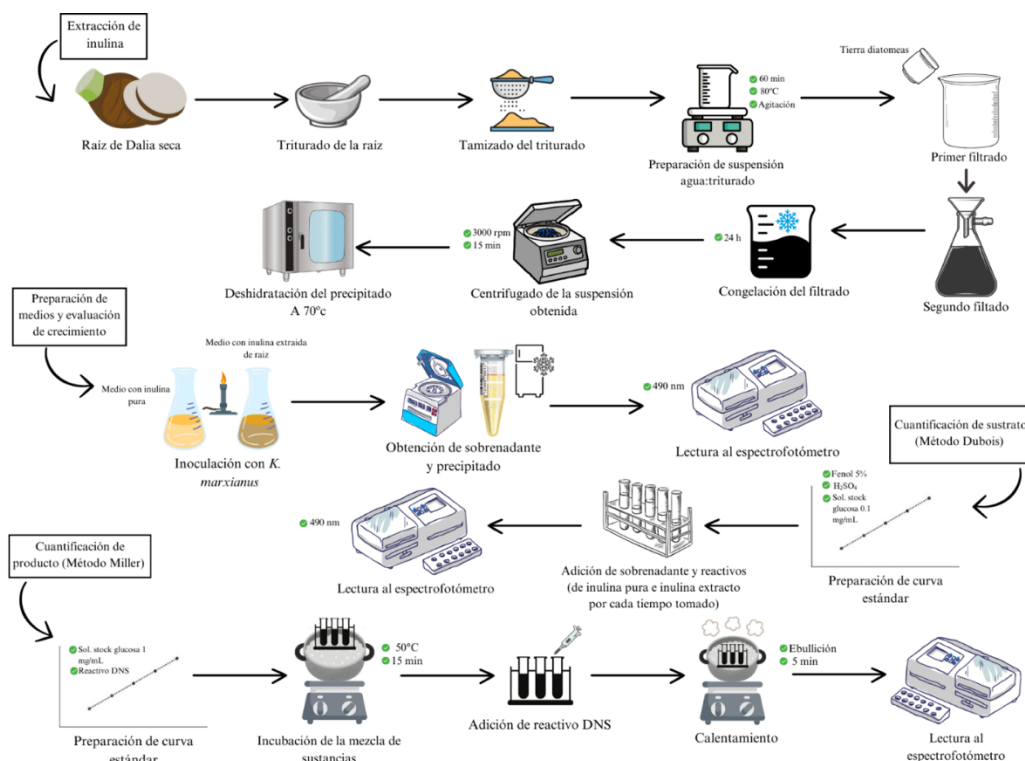 Extracción de
inulina
Raíz de Dalia seca
Triturado de la raíz
Tamizado del triturado
60 min
80°C
Agitación
Preparación de suspensión
agua:triturado
Tierra diatomeas
Primer filtrado
Segundo filtado
24 h
Congelación del filtrado
3000 rpm
15 min
Centrifugado de la suspensión
obtenida
Deshidratación del precipitado
A 70°c
Preparación de
medios y evaluación
de crecimiento
Medio con inulina
pura
Medio con inulina extraida
de raiz
Inoculación con K.
marxianus
Obtención de sobrenadante
y precipitado
490 nm
Lectura al espectrofotómetro
Cuantificación de sustrato
(Método Dubois)
Fenol 5%
H₂SO₄
Sol. stock
glucosa 0.1
mg/mL
Preparación de curva
estándar
Adición de sobrenadante y reactivos
(de inulina pura e inulina extracto
por cada tiempo tomado)
490 nm
Lectura al espectrofotómetro
Cuantificación de
producto (Método Miller)
Sol. stock glucosa 1
mg/mL
Reactivo DNS
Preparación de curva
estándar
50°C
15 min
Incubación de la mezcla de
sustancias
Adición de reactivo DNS
Ebullición
5 min
Calentamiento
Lectura al
espectrofotómetro